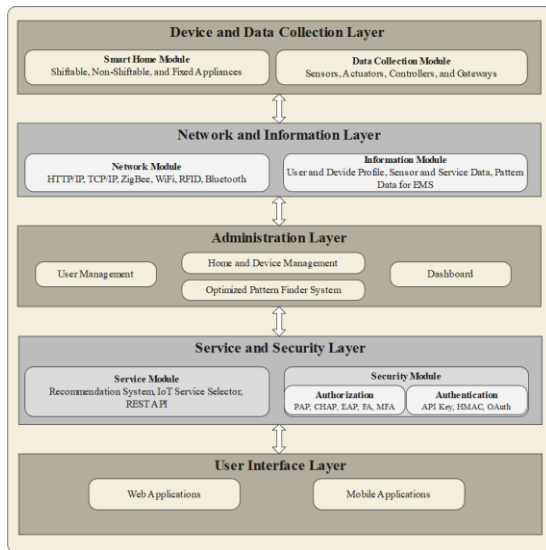 Device and Data Collection Layer
Smart Home Module
Shiftable, Non-Shiftable, and Fixed Appliances
Data Collection Module
Sensors, Actuators, Controllers, and Gateways
Network and Information Layer
Network Module
HTTP/IP, TCP/IP, ZigBee, WiFi, RFID, Bluetooth
Information Module
User and Devide Profile, Sensor and Service Data, Pattern
Data for EMS
Administration Layer
User Management
Home and Device Management
Optimized Pattern Finder System
Dashboard
Service and Security Layer
Service Module
Recommendation System, IoT Service Selector,
REST API
Security Module
Authorization
PAP, CHAP, EAP, FA, MFA
Authentication
API Key, HMAC, OAuth
User Interface Layer
Web Applications
Mobile Applications